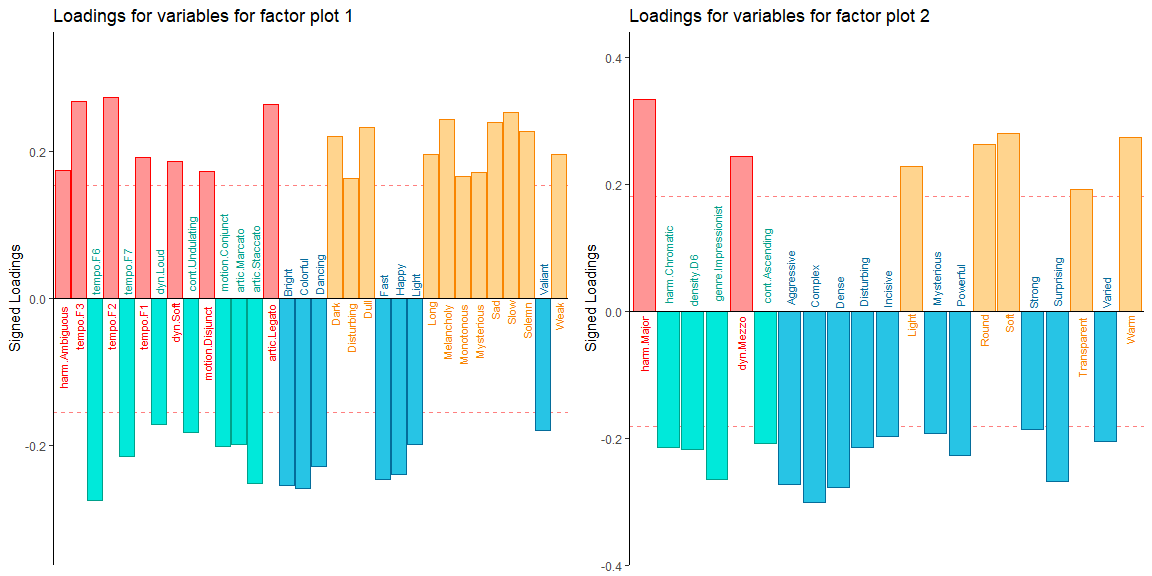 Loadings for variables for factor plot 1
Signed Loadings
0.2
0.0
-0.2
harm.Ambiguous
tempo.F3
tempo.F6
tempo.F2
tempo.F7
tempo.F1
dyn.Loud
dyn.Soft
cont.Undulating
motion.Disjunct
motion.Conjunct
artic.Marcato
artic.Staccato
artic.Legato
Bright
Colorful
Dancing
Dark
Disturbing
Dull
Fast
Happy
Light
Long
Melancholy
Monotonous
Mysterious
Sad
Slow
Solemn
Valiant
Weak
Loadings for variables for factor plot 2
Signed Loadings
0.4
0.2
0.0
-0.2
-0.4
harm.Major
harm.Chromatic
density.D6
genre.Impressionist
dyn.Mezzo
cont.Ascending
Aggressive
Complex
Dense
Disturbing
Incisive
Light
Mysterious
Powerful
Round
Soft
Strong
Surprising
Transparent
Varied
Warm